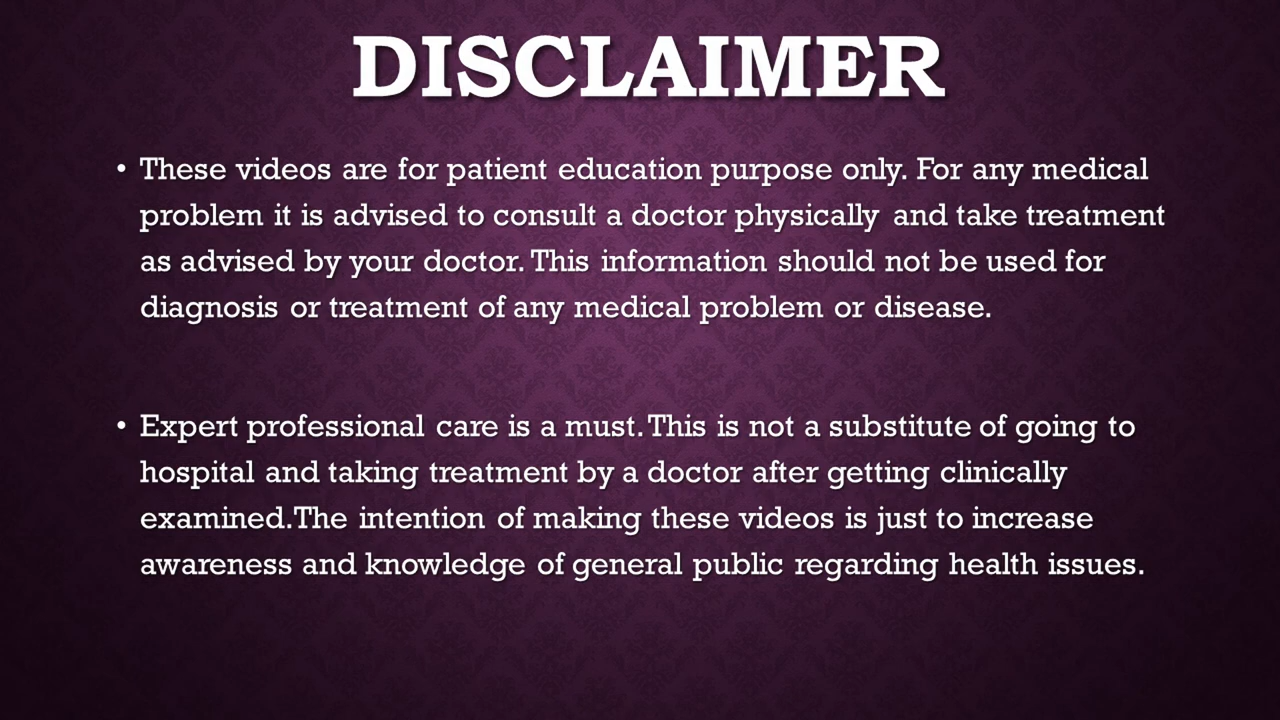 DISCLAIMER
• These videos are for patient education purpose only. For any medical
problem it is advised to consult a doctor physically and take treatment
as advised by your doctor. This information should not be used for
diagnosis or treatment of any medical problem or disease.
• Expert professional care is a must. This is not a substitute of going to
hospital and taking treatment by a doctor after getting clinically
examined.The intention of making these videos is just to increase
awareness and knowledge of general public regarding health issues.